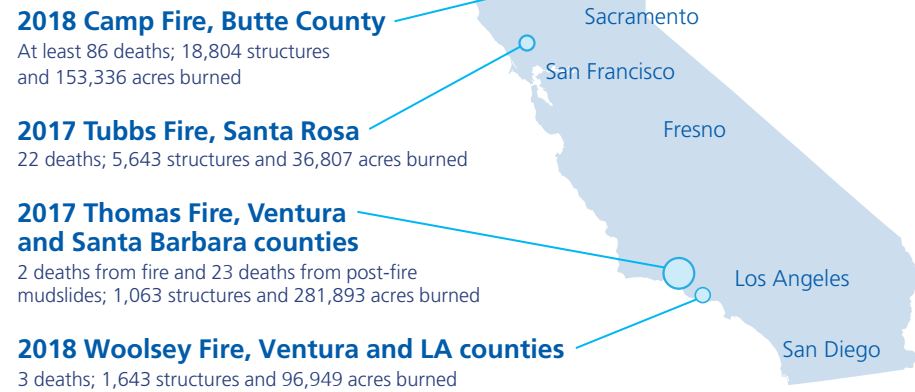 2018 Camp Fire, Butte County
At least 86 deaths; 18,804 structures
and 153,336 acres burned
2017 Tubbs Fire, Santa Rosa
22 deaths; 5,643 structures and 36,807 acres burned
2017 Thomas Fire, Ventura
and Santa Barbara counties
2 deaths from fire and 23 deaths from post-fire
mudslides; 1,063 structures and 281,893 acres burned
2018 Woolsey Fire, Ventura and LA counties
3 deaths; 1,643 structures and 96,949 acres burned
Sacramento
San Francisco
Fresno
Los Angeles
San Diego